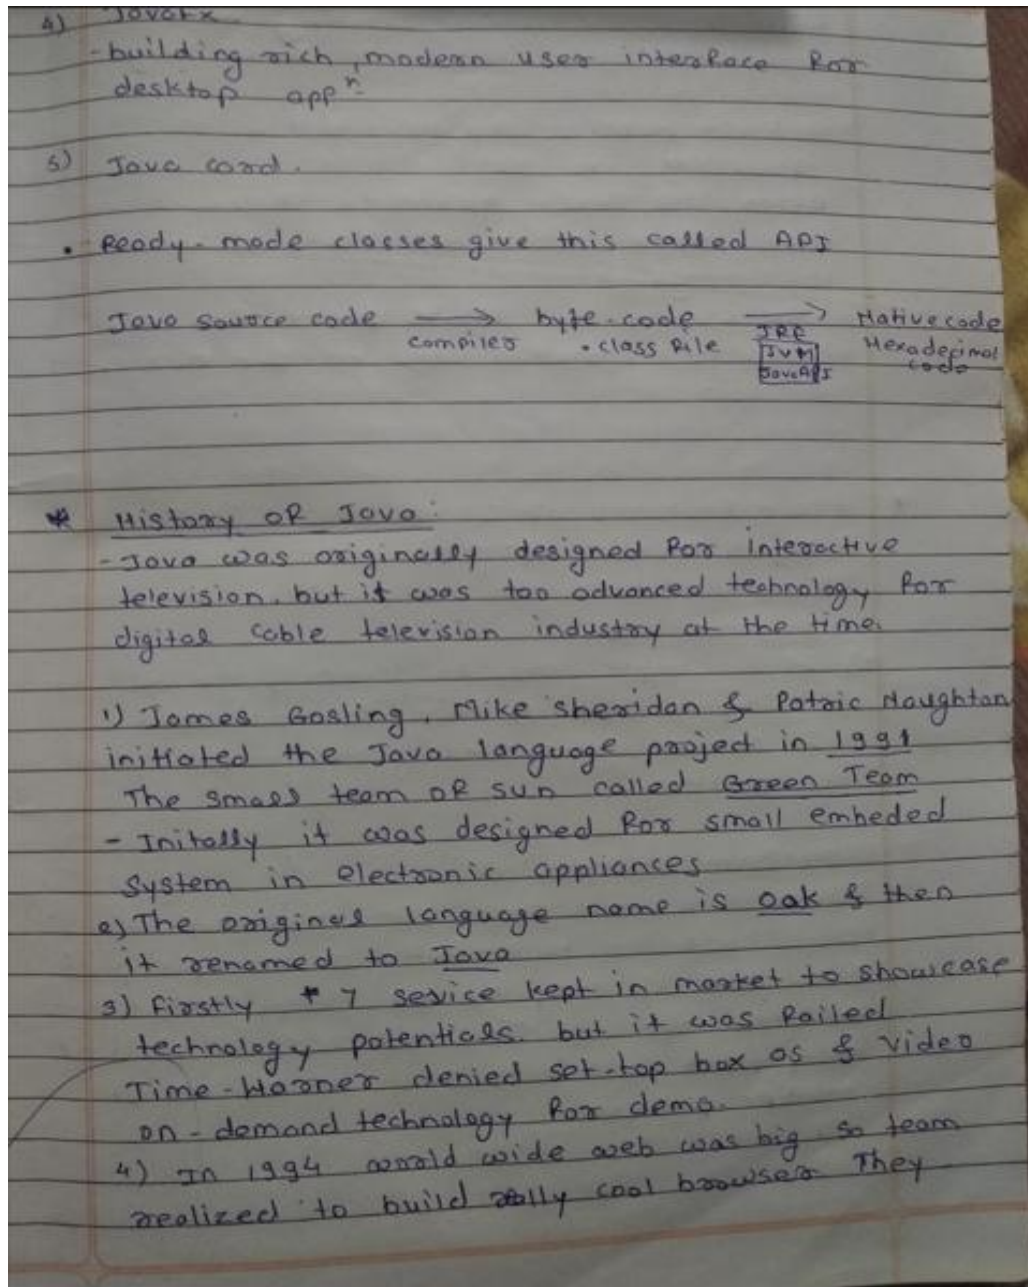 4) JavaFx
- building rich, modern user interface for
desktop appn
5) Java card.
• Ready-made classes give this called API
Java source code → byte-code → Native code
compiler .class file JRE Hexadecimal
JVM code
Java API
* History of Java:
- Java was originally designed for interactive
television. but it was too advanced technology for
digital cable television industry at the time.
1) James Gosling, Mike Sheridan & Patric Naughton
initiated the Java language project in 1991
The small team of sun called Green Team
- Initally it was designed for small embeded
System in electronic appliances
2) The original language name is oak & then
it renamed to Java
3) firstly * 7 sevice kept in market to showcase
technology potentials. but it was failed
Time-Warner denied set-top box os & video
on-demand technology for demo.
4) In 1994 world wide web was big so team
realized to build really cool browser They